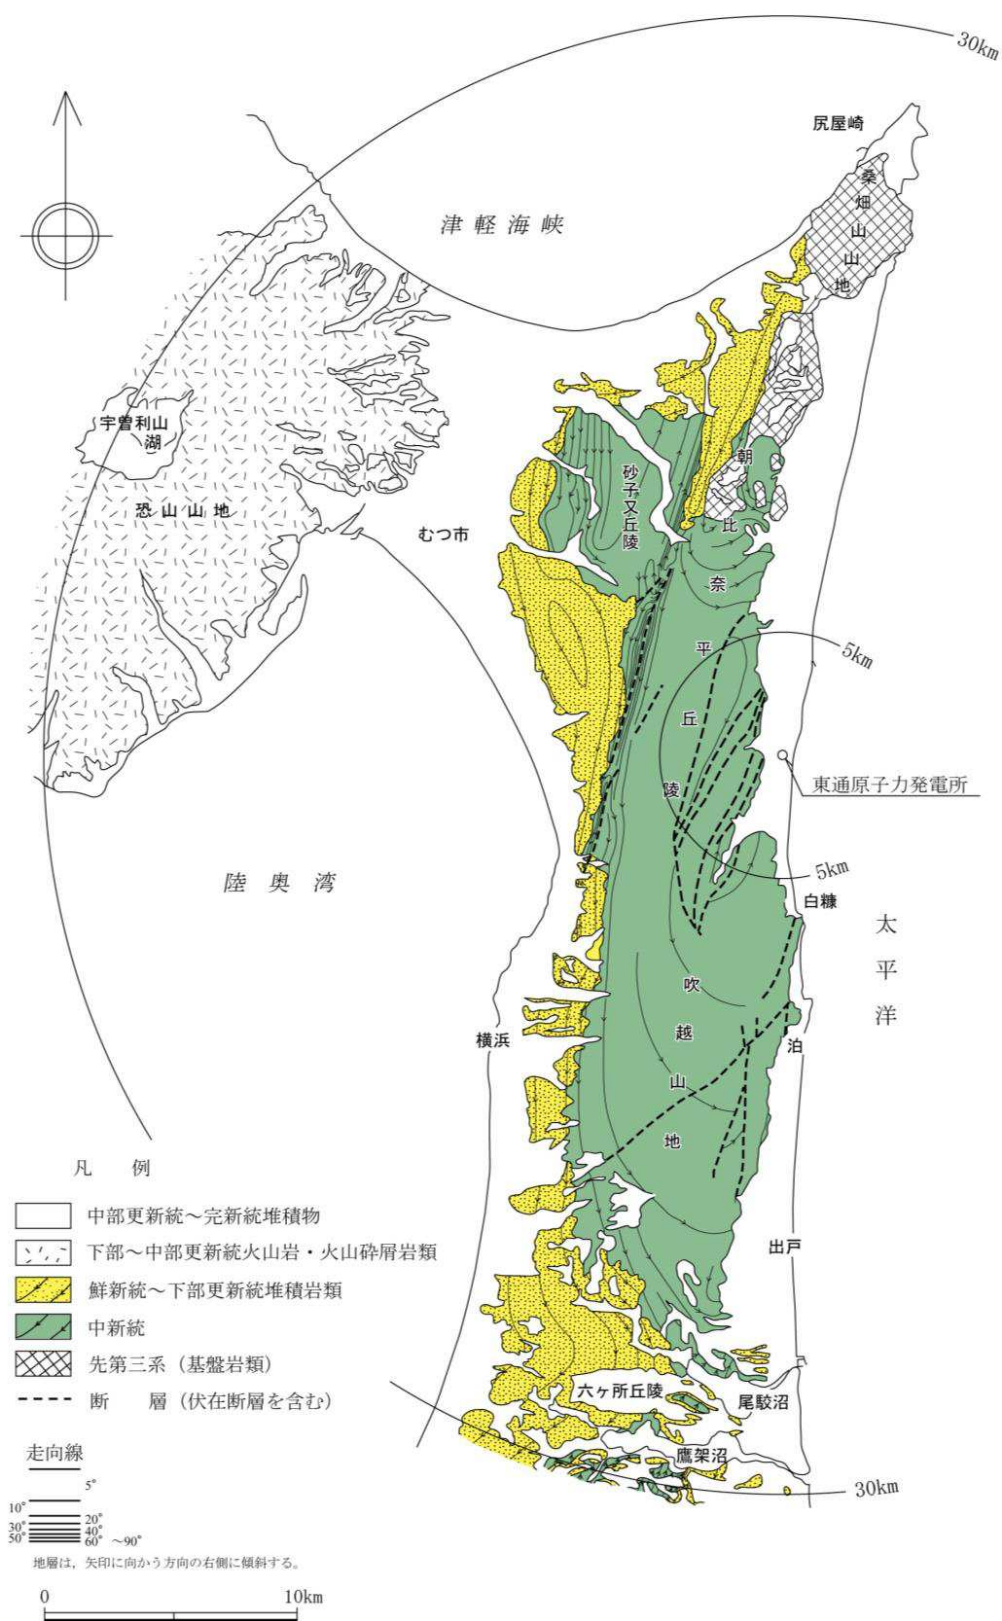 30km
尻屋崎
桑畑山山地
津軽海峡
宇曽利山湖
恐山山地
むつ市
砂子又丘陵
朝比奈平丘陵
5km
東通原子力発電所
5km
陸奥湾
白糠
太平洋
吹越山地
横浜
泊
出戸
六ヶ所丘陵
尾駮沼
鷹架沼
30km
凡 例
中部更新統~完新統堆積物
下部~中部更新統火山岩・火山砕屑岩類
鮮新統~下部更新統堆積岩類
中新統
先第三系(基盤岩類)
断 層(伏在断層を含む)
走向線
5°
10°
20°
30°
40°
50°
60° ~90°
地層は,矢印に向かう方向の右側に傾斜する。
0 10km